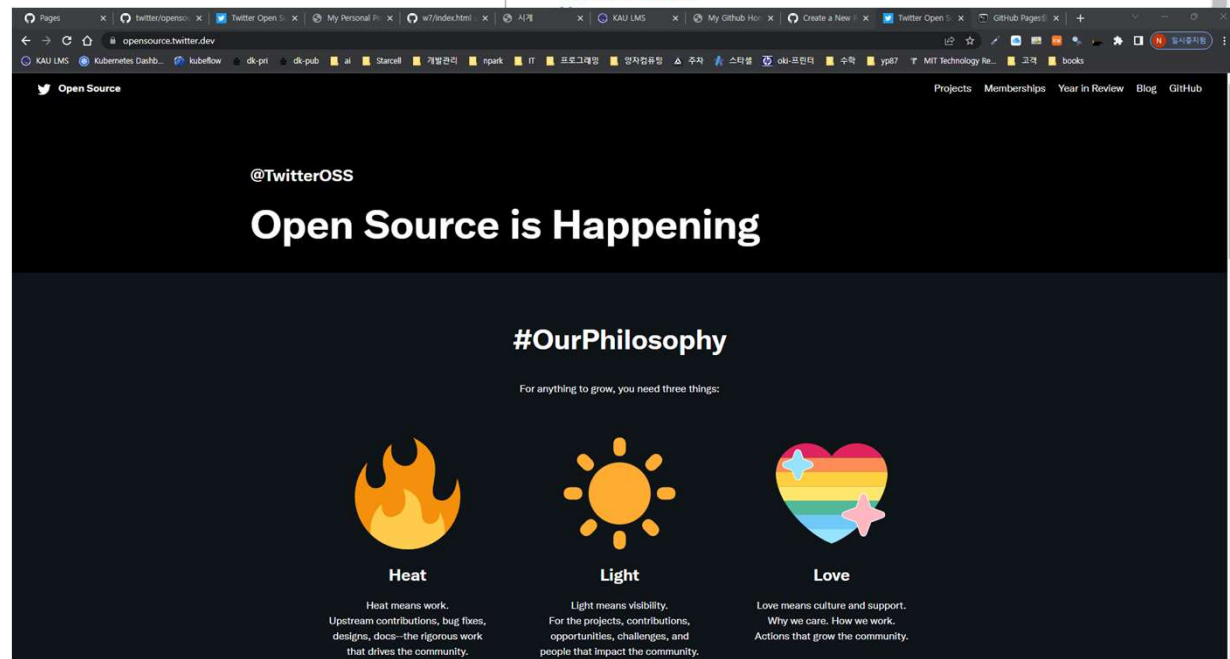 Pages
twitter/opensou
Twitter Open S
My Personal P
w7/index.html
시계
KAU LMS
My Github Ho
Create a New
Twitter Open S
GitHub Pages
opensource.twitter.dev
N 일시중지됨
KAU LMS
Kubernetes Dashb...
kubeflow
dk-pri
dk-pub
ai
Starcell
개발관리
npark
IT
프로그래밍
양자컴퓨팅
주차
스타셀
oki-프린터
수학
yp87
MIT Technology Re...
고객
books
Open Source
Projects
Memberships
Year in Review
Blog
GitHub
@TwitterOSS
Open Source is Happening
#OurPhilosophy
For anything to grow, you need three things:
Heat
Heat means work.
Upstream contributions, bug fixes,
designs, docs--the rigorous work
that drives the community.
Light
Light means visibility.
For the projects, contributions,
opportunities, challenges, and
people that impact the community.
Love
Love means culture and support.
Why we care. How we work.
Actions that grow the community.